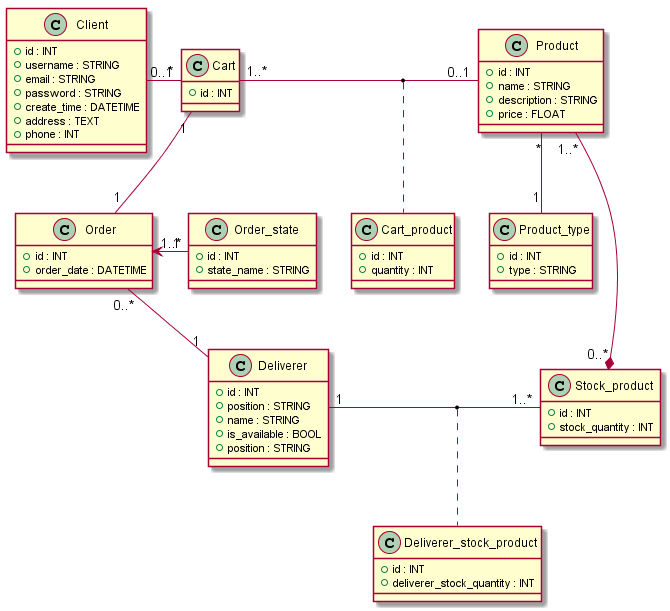 C Client
id : INT
username : STRING
email : STRING
password : STRING
create_time : DATETIME
address : TEXT
phone : INT
C Cart
id : INT
C Product
id : INT
name : STRING
description : STRING
price : FLOAT
0..1
*
1..*
0..1
1
1
*
1
1..*
C Order
id : INT
order_date : DATETIME
1..*
1
C Order_state
id : INT
state_name : STRING
C Cart_product
id : INT
quantity : INT
C Product_type
id : INT
type : STRING
0..*
1
0..*
C Deliverer
id : INT
position : STRING
name : STRING
is_available : BOOL
position : STRING
1
1..*
C Stock_product
id : INT
stock_quantity : INT
C Deliverer_stock_product
id : INT
deliverer_stock_quantity : INT